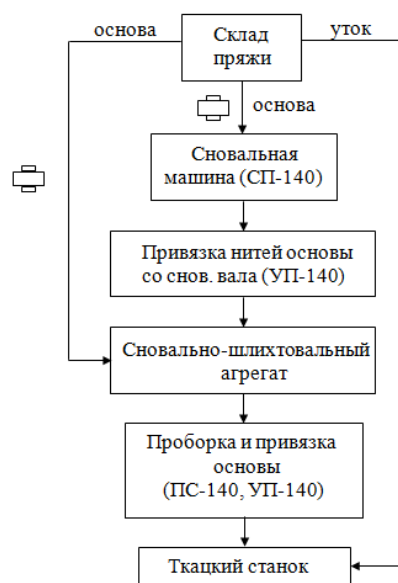 основа
Склад
пряжи
уток
основа
Сновальная
машина (СП-140)
Привязка нитей основы
со снов. вала (УП-140)
Сновально-шлихтовальный
агрегат
Проборка и привязка
основы
(ПС-140, УП-140)
Ткацкий станок